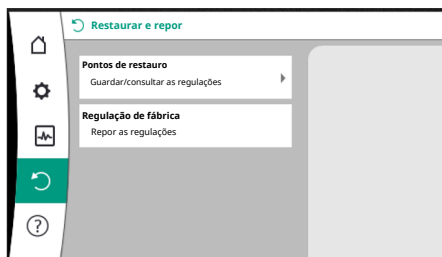 Restaurar e repor
Pontos de restauro
Guardar/consultar as regulações
Regulação de fábrica
Repor as regulações